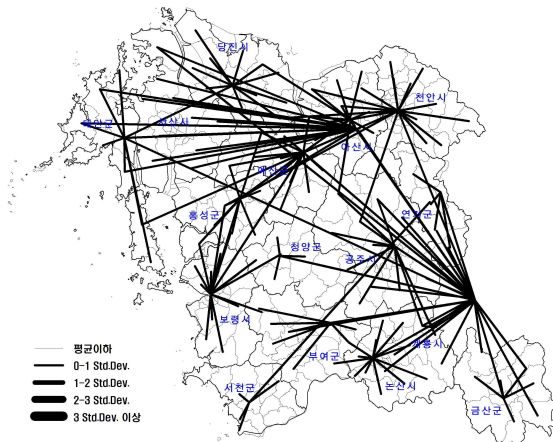 당진시
천안시
태안군
서산시
아산시
예산군
홍성군
연기군
청양군
공주시
보령시
부여군
계룡시
논산시
서천군
금산군
평균이하
0-1 Std.Dev.
1-2 Std.Dev.
2-3 Std.Dev.
3 Std.Dev. 이상